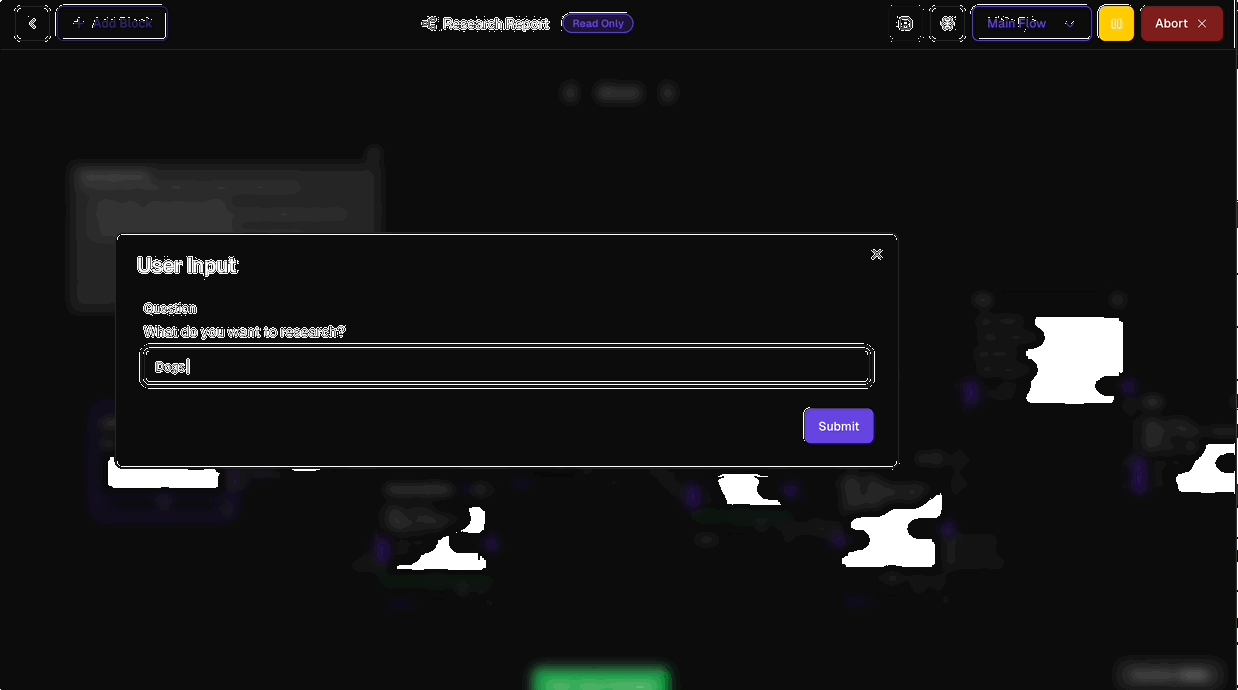 Add Block
Research Report
Read Only
Main Flow
Abort
User Input
Question
What do you want to research?
Dogs
Submit